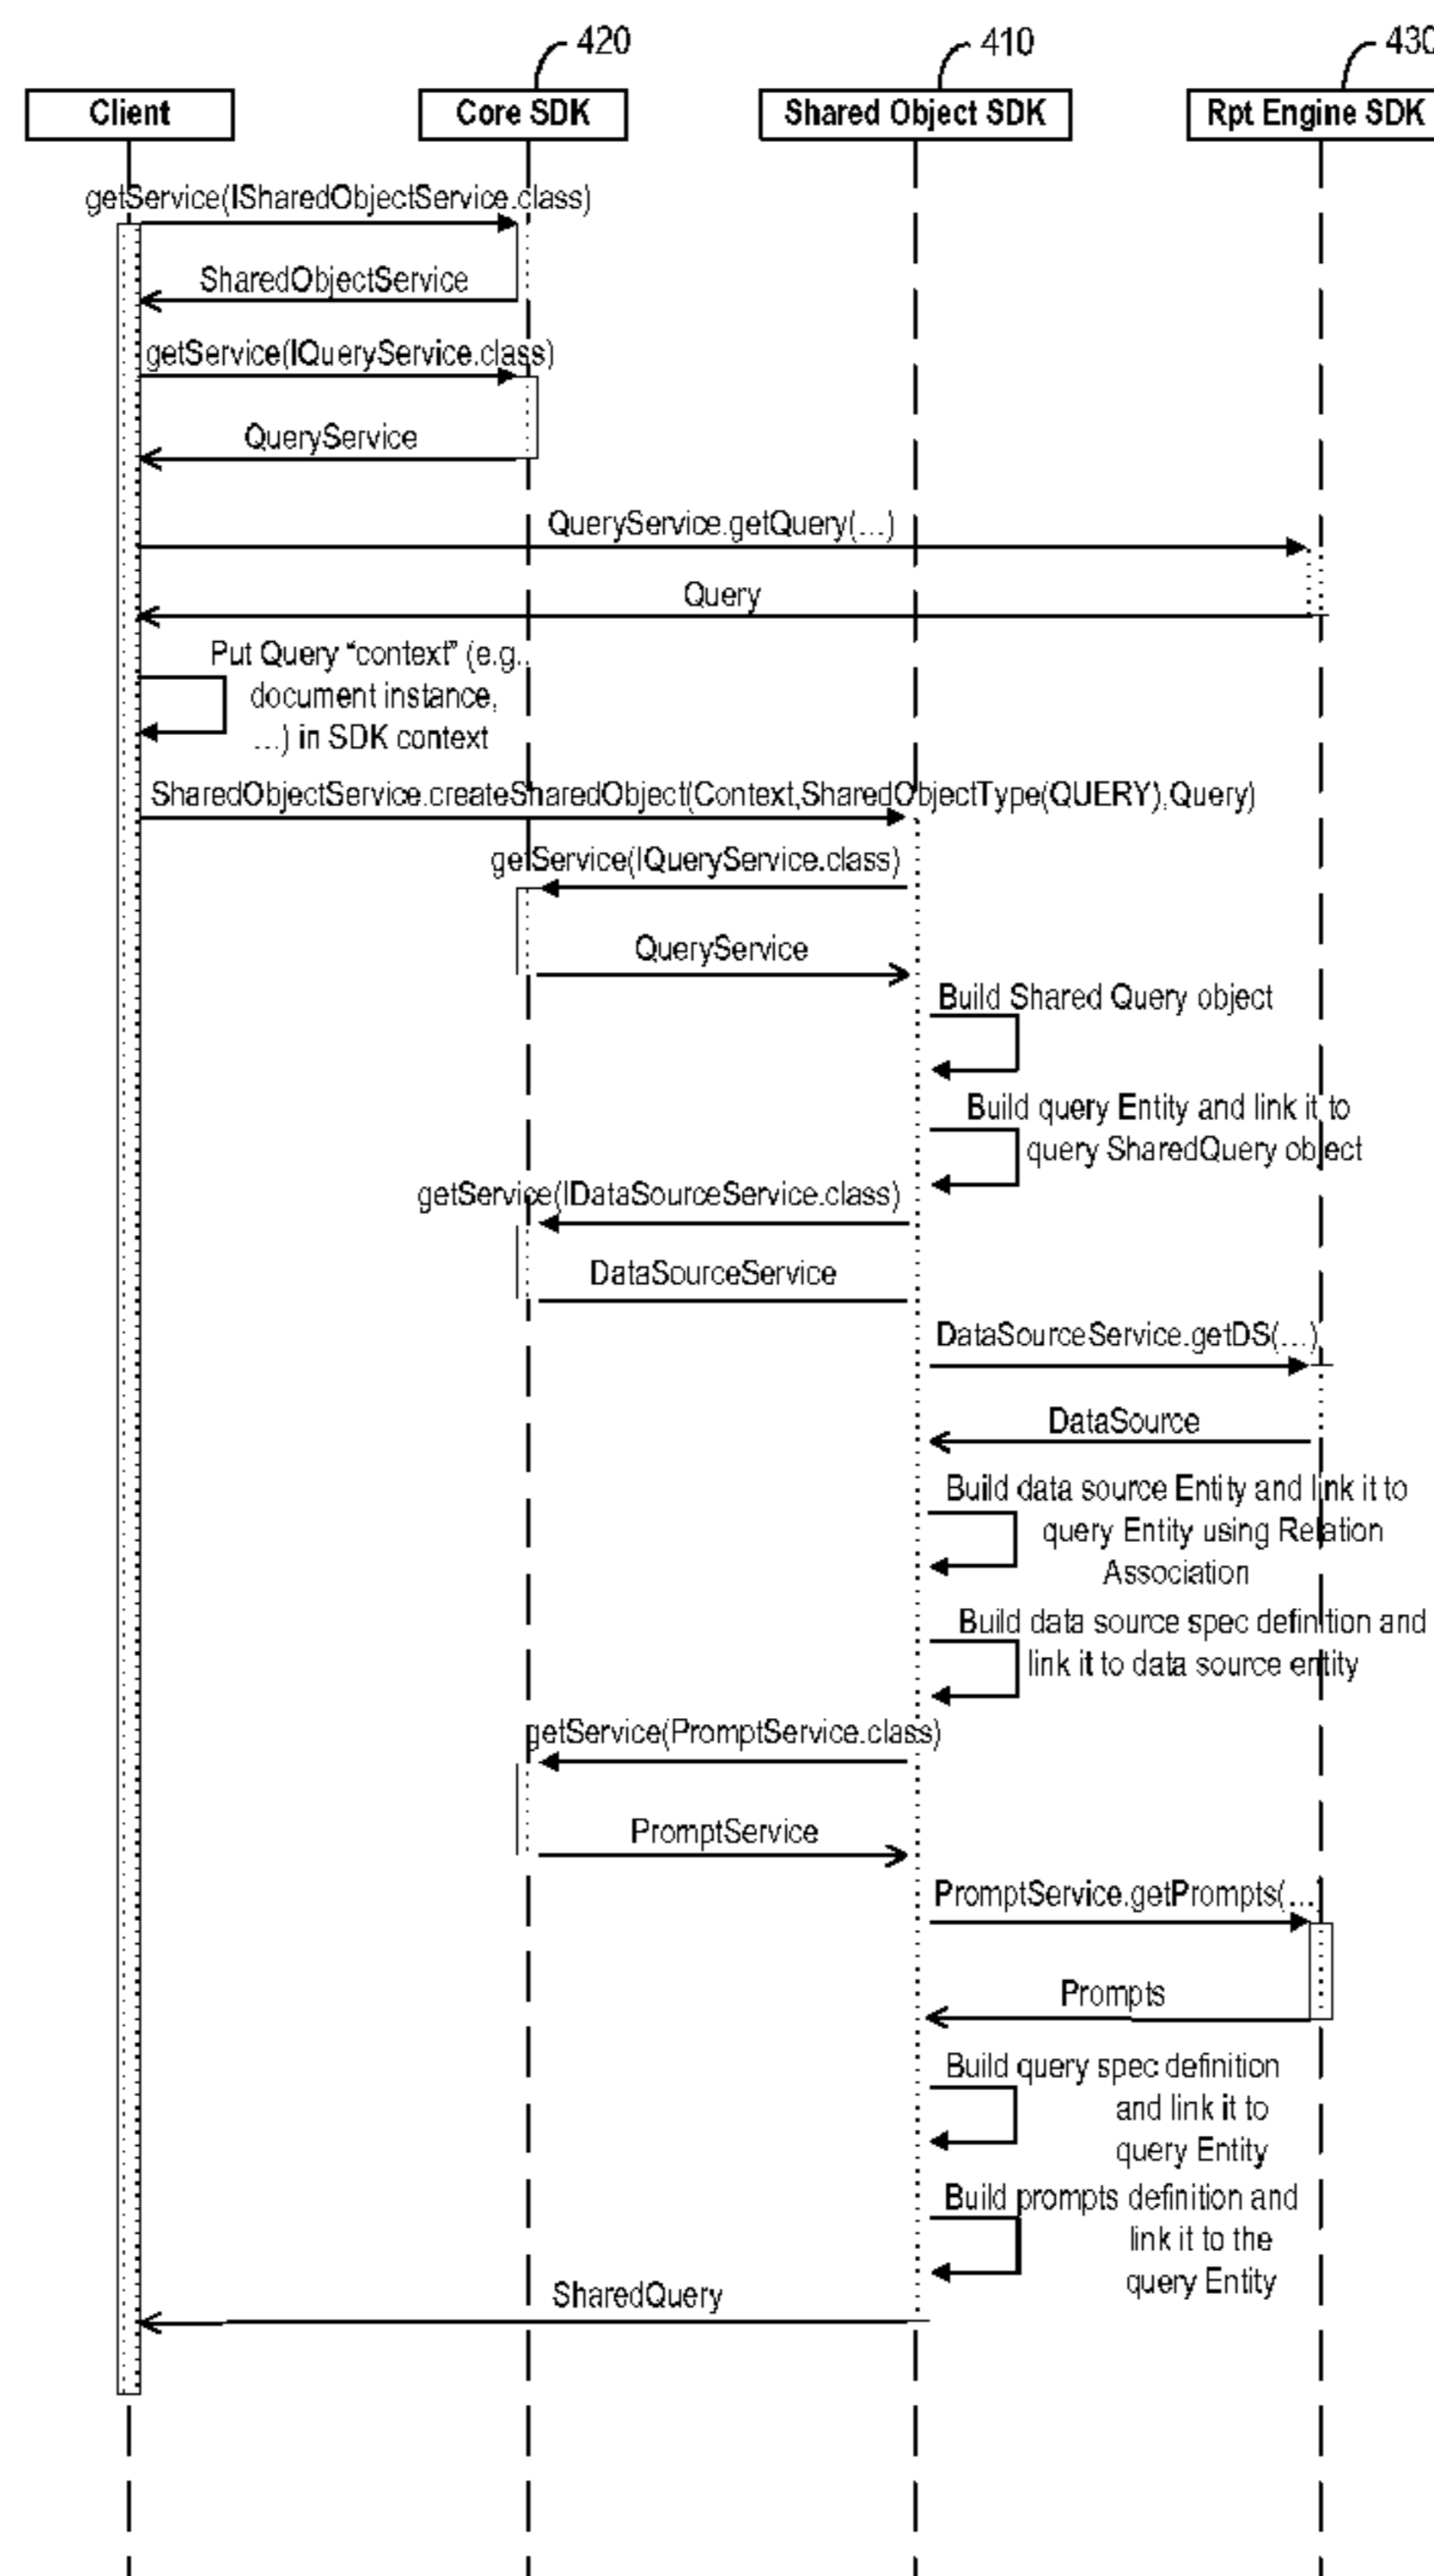 420
410
430
Client
Core SDK
Shared Object SDK
Rpt Engine SDK
getService(ISharedObjectService.class)
SharedObjectService
getService(IQueryService.class)
QueryService
QueryService.getQuery(...)
Query
Put Query “context” (e.g.,
document instance,
...) in SDK context
SharedObjectService.createSharedObject(Context,SharedObjectType(QUERY),Query)
getService(IQueryService.class)
QueryService
Build Shared Query object
Build query Entity and link it to
query SharedQuery object
getService(IDataSourceService.class)
DataSourceService
DataSourceService.getDS(...)
DataSource
Build data source Entity and link it to
query Entity using Relation
Association
Build data source spec definition and
link it to data source entity
getService(PromptService.class)
PromptService
PromptService.getPrompts(...)
Prompts
Build query spec definition
and link it to
query Entity
Build prompts definition and
link it to the
query Entity
SharedQuery